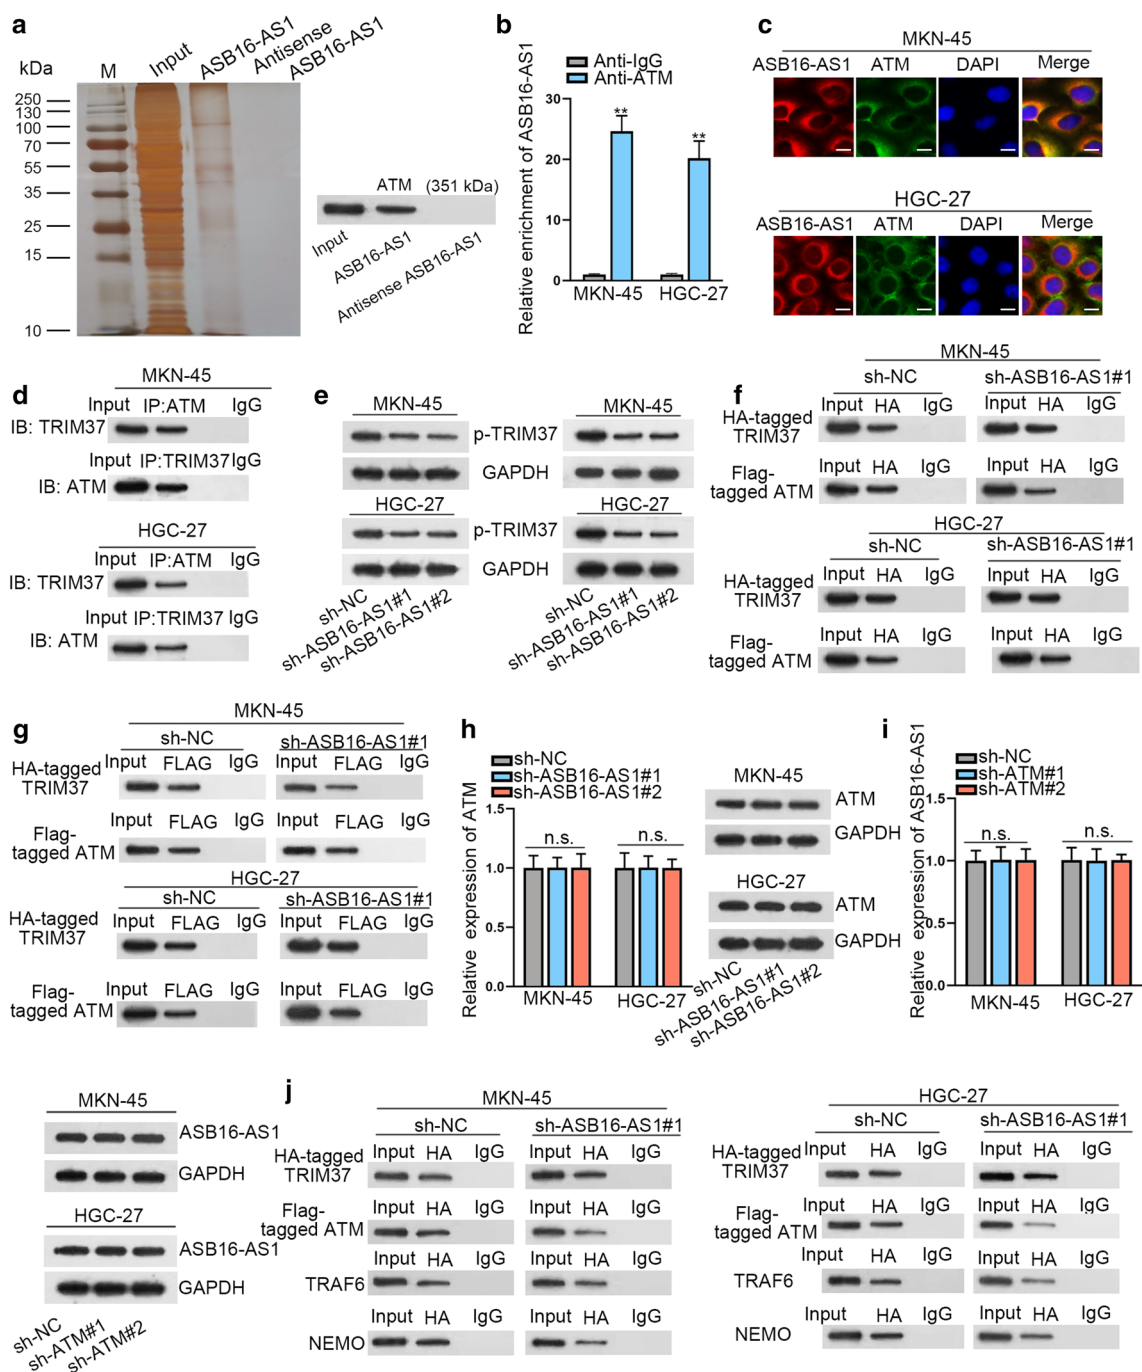 a
kDa
M
Input
ASB16-AS1
Antisense
ASB16-AS1
250
130
100
70
55
35
25
15
10
ATM (351 kDa)
Input
ASB16-AS1
Antisense ASB16-AS1
b
Anti-IgG
Anti-ATM
Relative enrichment of ASB16-AS1
30
20
10
0
** **
MKN-45 HGC-27
c
MKN-45
ASB16-AS1 ATM DAPI Merge
HGC-27
ASB16-AS1 ATM DAPI Merge
d
MKN-45
Input IP:ATM IgG
IB: TRIM37
Input IP:TRIM37 IgG
IB: ATM
HGC-27
Input IP:ATM IgG
IB: TRIM37
Input IP:TRIM37 IgG
IB: ATM
e
MKN-45 MKN-45
p-TRIM37
GAPDH
HGC-27 HGC-27
p-TRIM37
GAPDH
sh-NC
sh-ASB16-AS1#1
sh-ASB16-AS1#2
sh-NC
sh-ASB16-AS1#1
sh-ASB16-AS1#2
f
MKN-45
sh-NC sh-ASB16-AS1#1
Input HA IgG Input HA IgG
HA-tagged
TRIM37
Input HA IgG Input HA IgG
Flag-
tagged ATM
HGC-27
sh-NC sh-ASB16-AS1#1
Input HA IgG Input HA IgG
HA-tagged
TRIM37
Input HA IgG Input HA IgG
Flag-
tagged ATM
g
MKN-45
sh-NC sh-ASB16-AS1#1
Input FLAG IgG Input FLAG IgG
HA-tagged
TRIM37
Input FLAG IgG Input FLAG IgG
Flag-
tagged ATM
HGC-27
sh-NC sh-ASB16-AS1#1
Input FLAG IgG Input FLAG IgG
HA-tagged
TRIM37
Input FLAG IgG Input FLAG IgG
Flag-
tagged ATM
h
sh-NC
sh-ASB16-AS1#1
sh-ASB16-AS1#2
Relative expression of ATM
1.5
1.0
0.5
0.0
n.s. n.s.
MKN-45 HGC-27
MKN-45
ATM
GAPDH
HGC-27
ATM
GAPDH
sh-NC
sh-ASB16-AS1#1
sh-ASB16-AS1#2
i
sh-NC
sh-ATM#1
sh-ATM#2
Relative expression of ASB16-AS1
1.5
1.0
0.5
0.0
n.s. n.s.
MKN-45 HGC-27
MKN-45
ASB16-AS1
GAPDH
HGC-27
ASB16-AS1
GAPDH
sh-NC
sh-ATM#1
sh-ATM#2
j
MKN-45
sh-NC sh-ASB16-AS1#1
Input HA IgG Input HA IgG
HA-tagged
TRIM37
Input HA IgG Input HA IgG
Flag-
tagged ATM
Input HA IgG Input HA IgG
TRAF6
Input HA IgG Input HA IgG
NEMO
HGC-27
sh-NC sh-ASB16-AS1#1
Input HA IgG Input HA IgG
HA-tagged
TRIM37
Input HA IgG Input HA IgG
Flag-
tagged ATM
Input HA IgG Input HA IgG
TRAF6
Input HA IgG Input HA IgG
NEMO